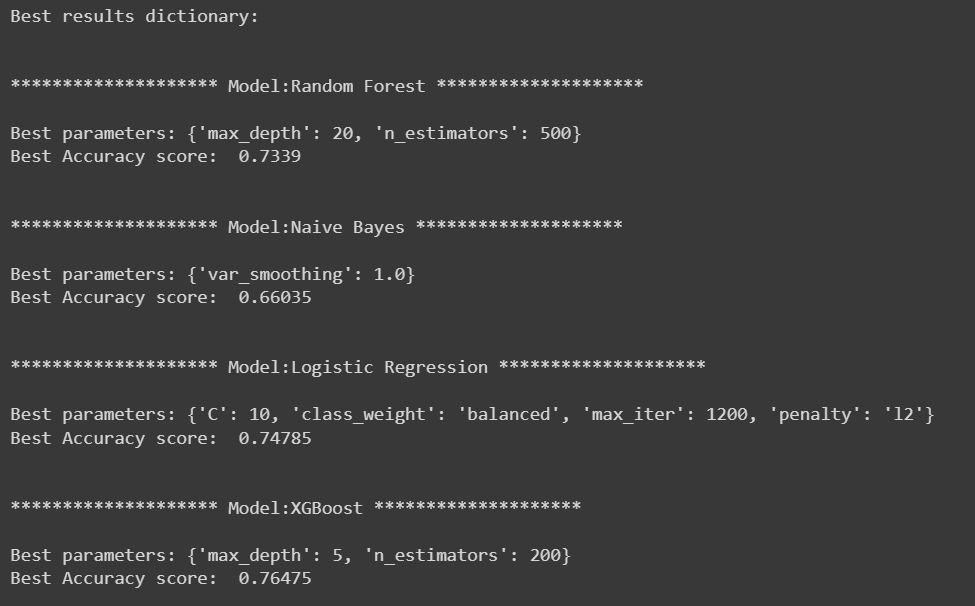 Best results dictionary:
******************** Model:Random Forest ********************
Best parameters: {'max_depth': 20, 'n_estimators': 500}
Best Accuracy score:  0.7339
******************** Model:Naive Bayes ********************
Best parameters: {'var_smoothing': 1.0}
Best Accuracy score:  0.66035
******************** Model:Logistic Regression ********************
Best parameters: {'C': 10, 'class_weight': 'balanced', 'max_iter': 1200, 'penalty': 'l2'}
Best Accuracy score:  0.74785
******************** Model:XGBoost ********************
Best parameters: {'max_depth': 5, 'n_estimators': 200}
Best Accuracy score:  0.76475